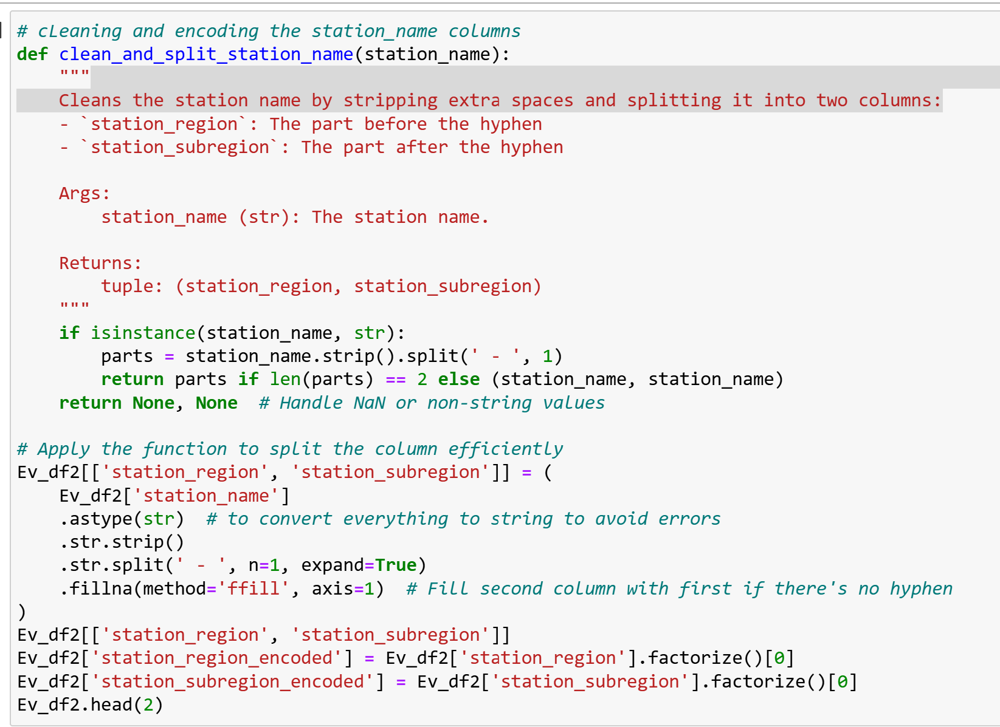 # cLeaning and encoding the station_name columns
def clean_and_split_station_name(station_name):
    """
    Cleans the station name by stripping extra spaces and splitting it into two columns:
    - `station_region`: The part before the hyphen
    - `station_subregion`: The part after the hyphen

    Args:
        station_name (str): The station name.

    Returns:
        tuple: (station_region, station_subregion)
    """
    if isinstance(station_name, str):
        parts = station_name.strip().split(' - ', 1)
        return parts if len(parts) == 2 else (station_name, station_name)
    return None, None  # Handle NaN or non-string values

# Apply the function to split the column efficiently
Ev_df2[['station_region', 'station_subregion']] = (
    Ev_df2['station_name']
    .astype(str)  # to convert everything to string to avoid errors
    .str.strip()
    .str.split(' - ', n=1, expand=True)
    .fillna(method='ffill', axis=1)  # Fill second column with first if there's no hyphen
)
Ev_df2[['station_region', 'station_subregion']]
Ev_df2['station_region_encoded'] = Ev_df2['station_region'].factorize()[0]
Ev_df2['station_subregion_encoded'] = Ev_df2['station_subregion'].factorize()[0]
Ev_df2.head(2)